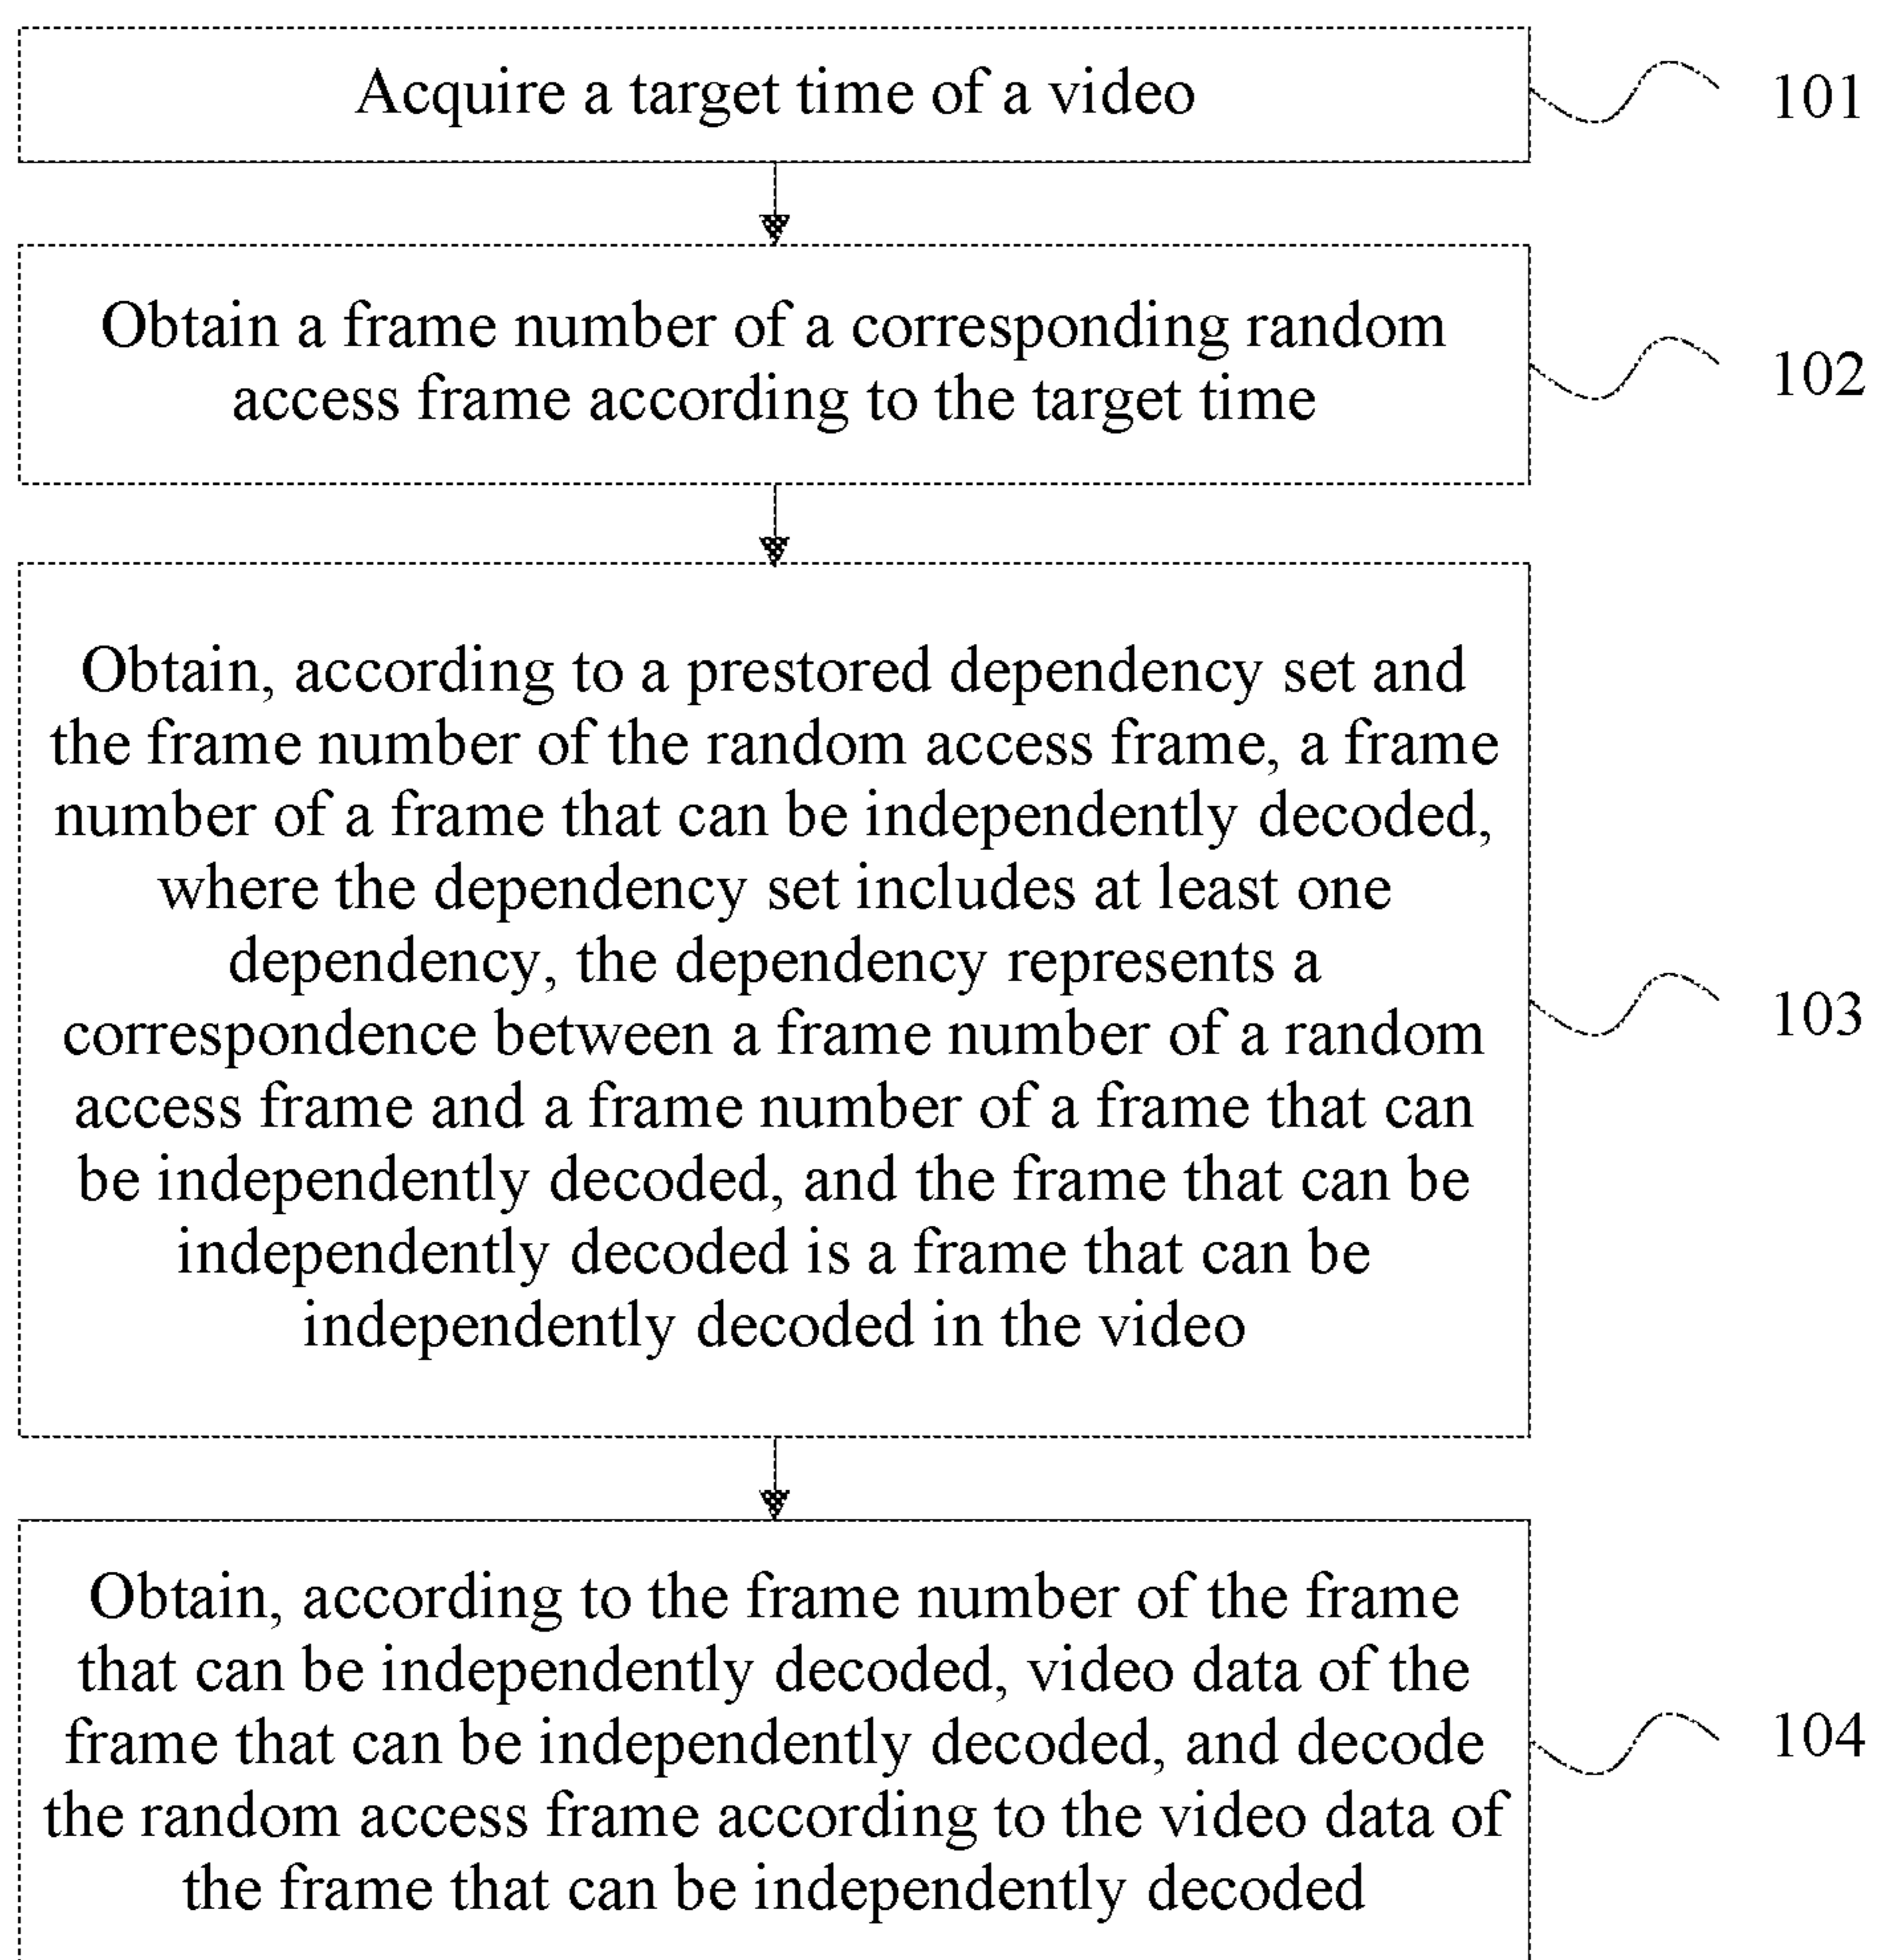 Acquire a target time of a video
101
Obtain a frame number of a corresponding random
access frame according to the target time
102
Obtain, according to a prestored dependency set and
the frame number of the random access frame, a frame
number of a frame that can be independently decoded,
where the dependency set includes at least one
dependency, the dependency represents a
correspondence between a frame number of a random
access frame and a frame number of a frame that can
be independently decoded, and the frame that can be
independently decoded is a frame that can be
independently decoded in the video
103
Obtain, according to the frame number of the frame
that can be independently decoded, video data of the
frame that can be independently decoded, and decode
the random access frame according to the video data of
the frame that can be independently decoded
104